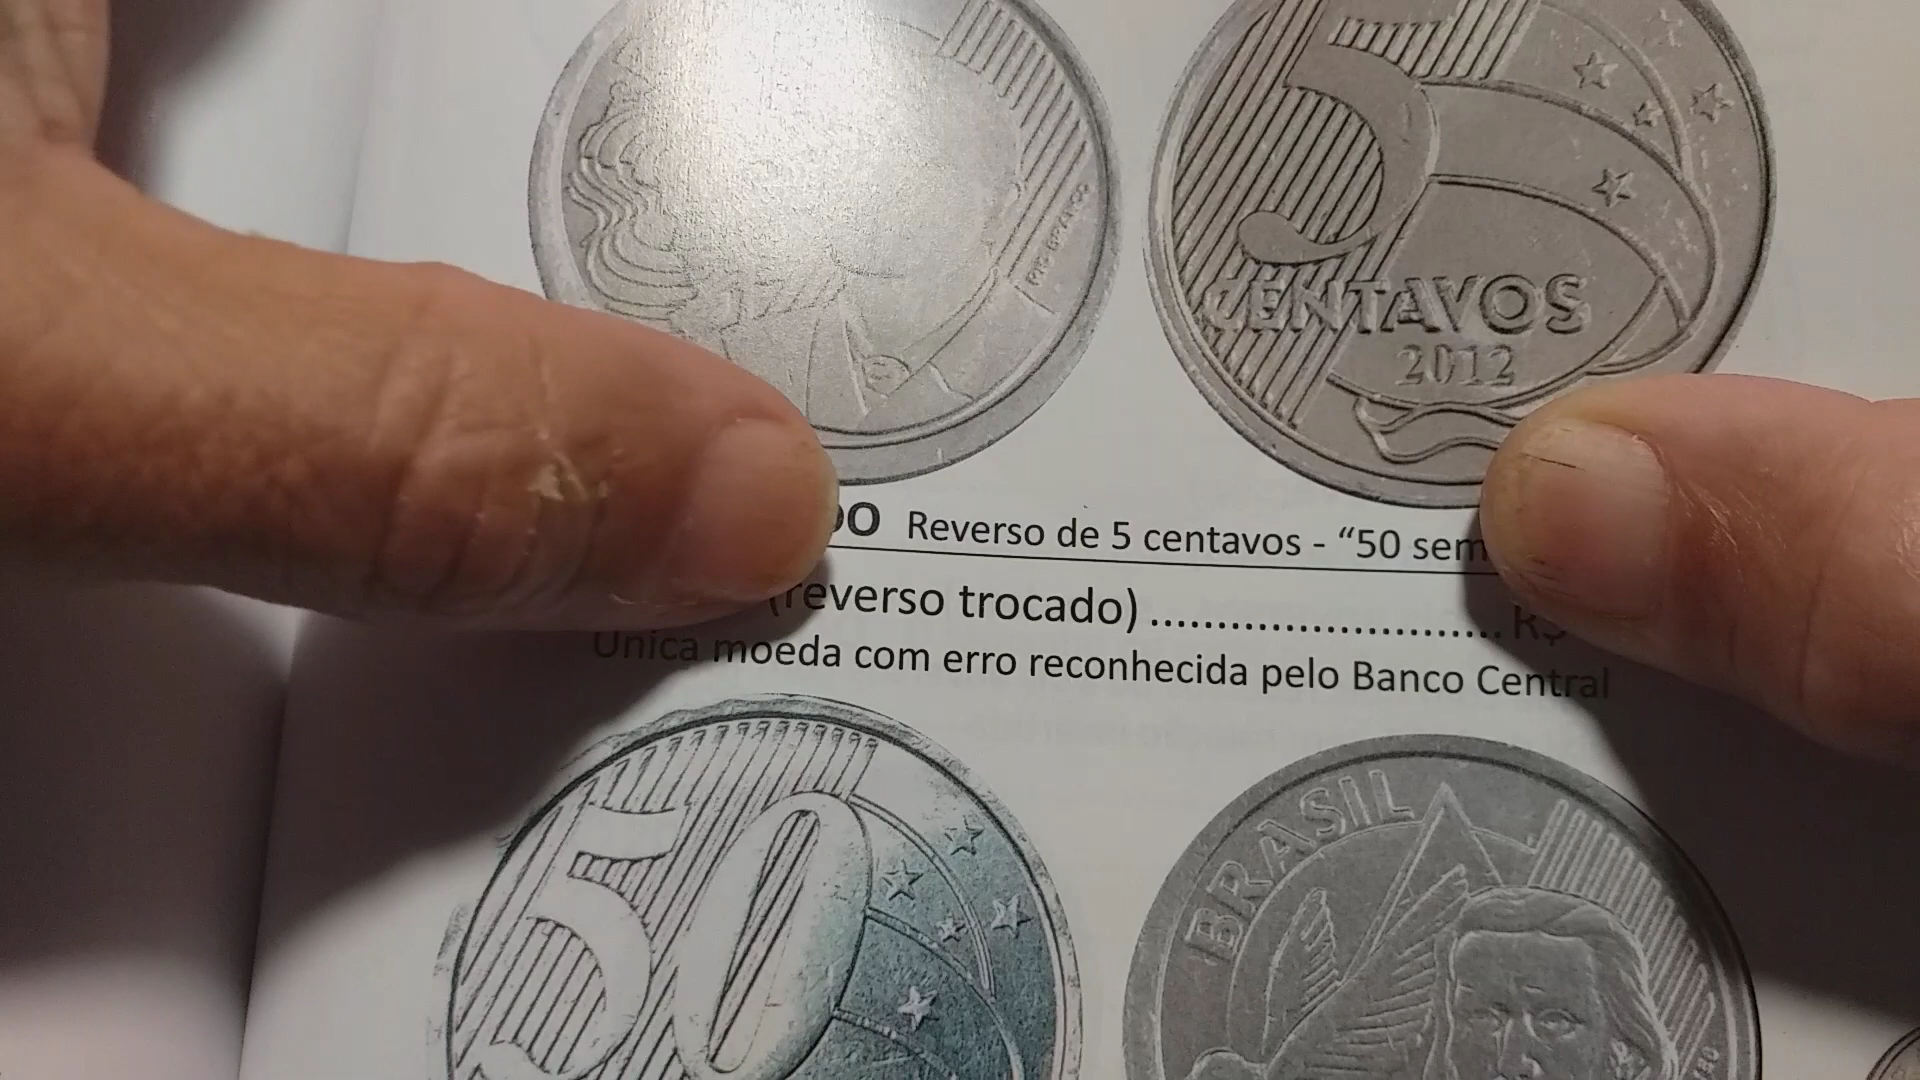 CENTAVOS
2012
DO Reverso de 5 centavos - “50 sem
(reverso trocado) .......................... R$
Única moeda com erro reconhecida pelo Banco Central
50
BRASIL